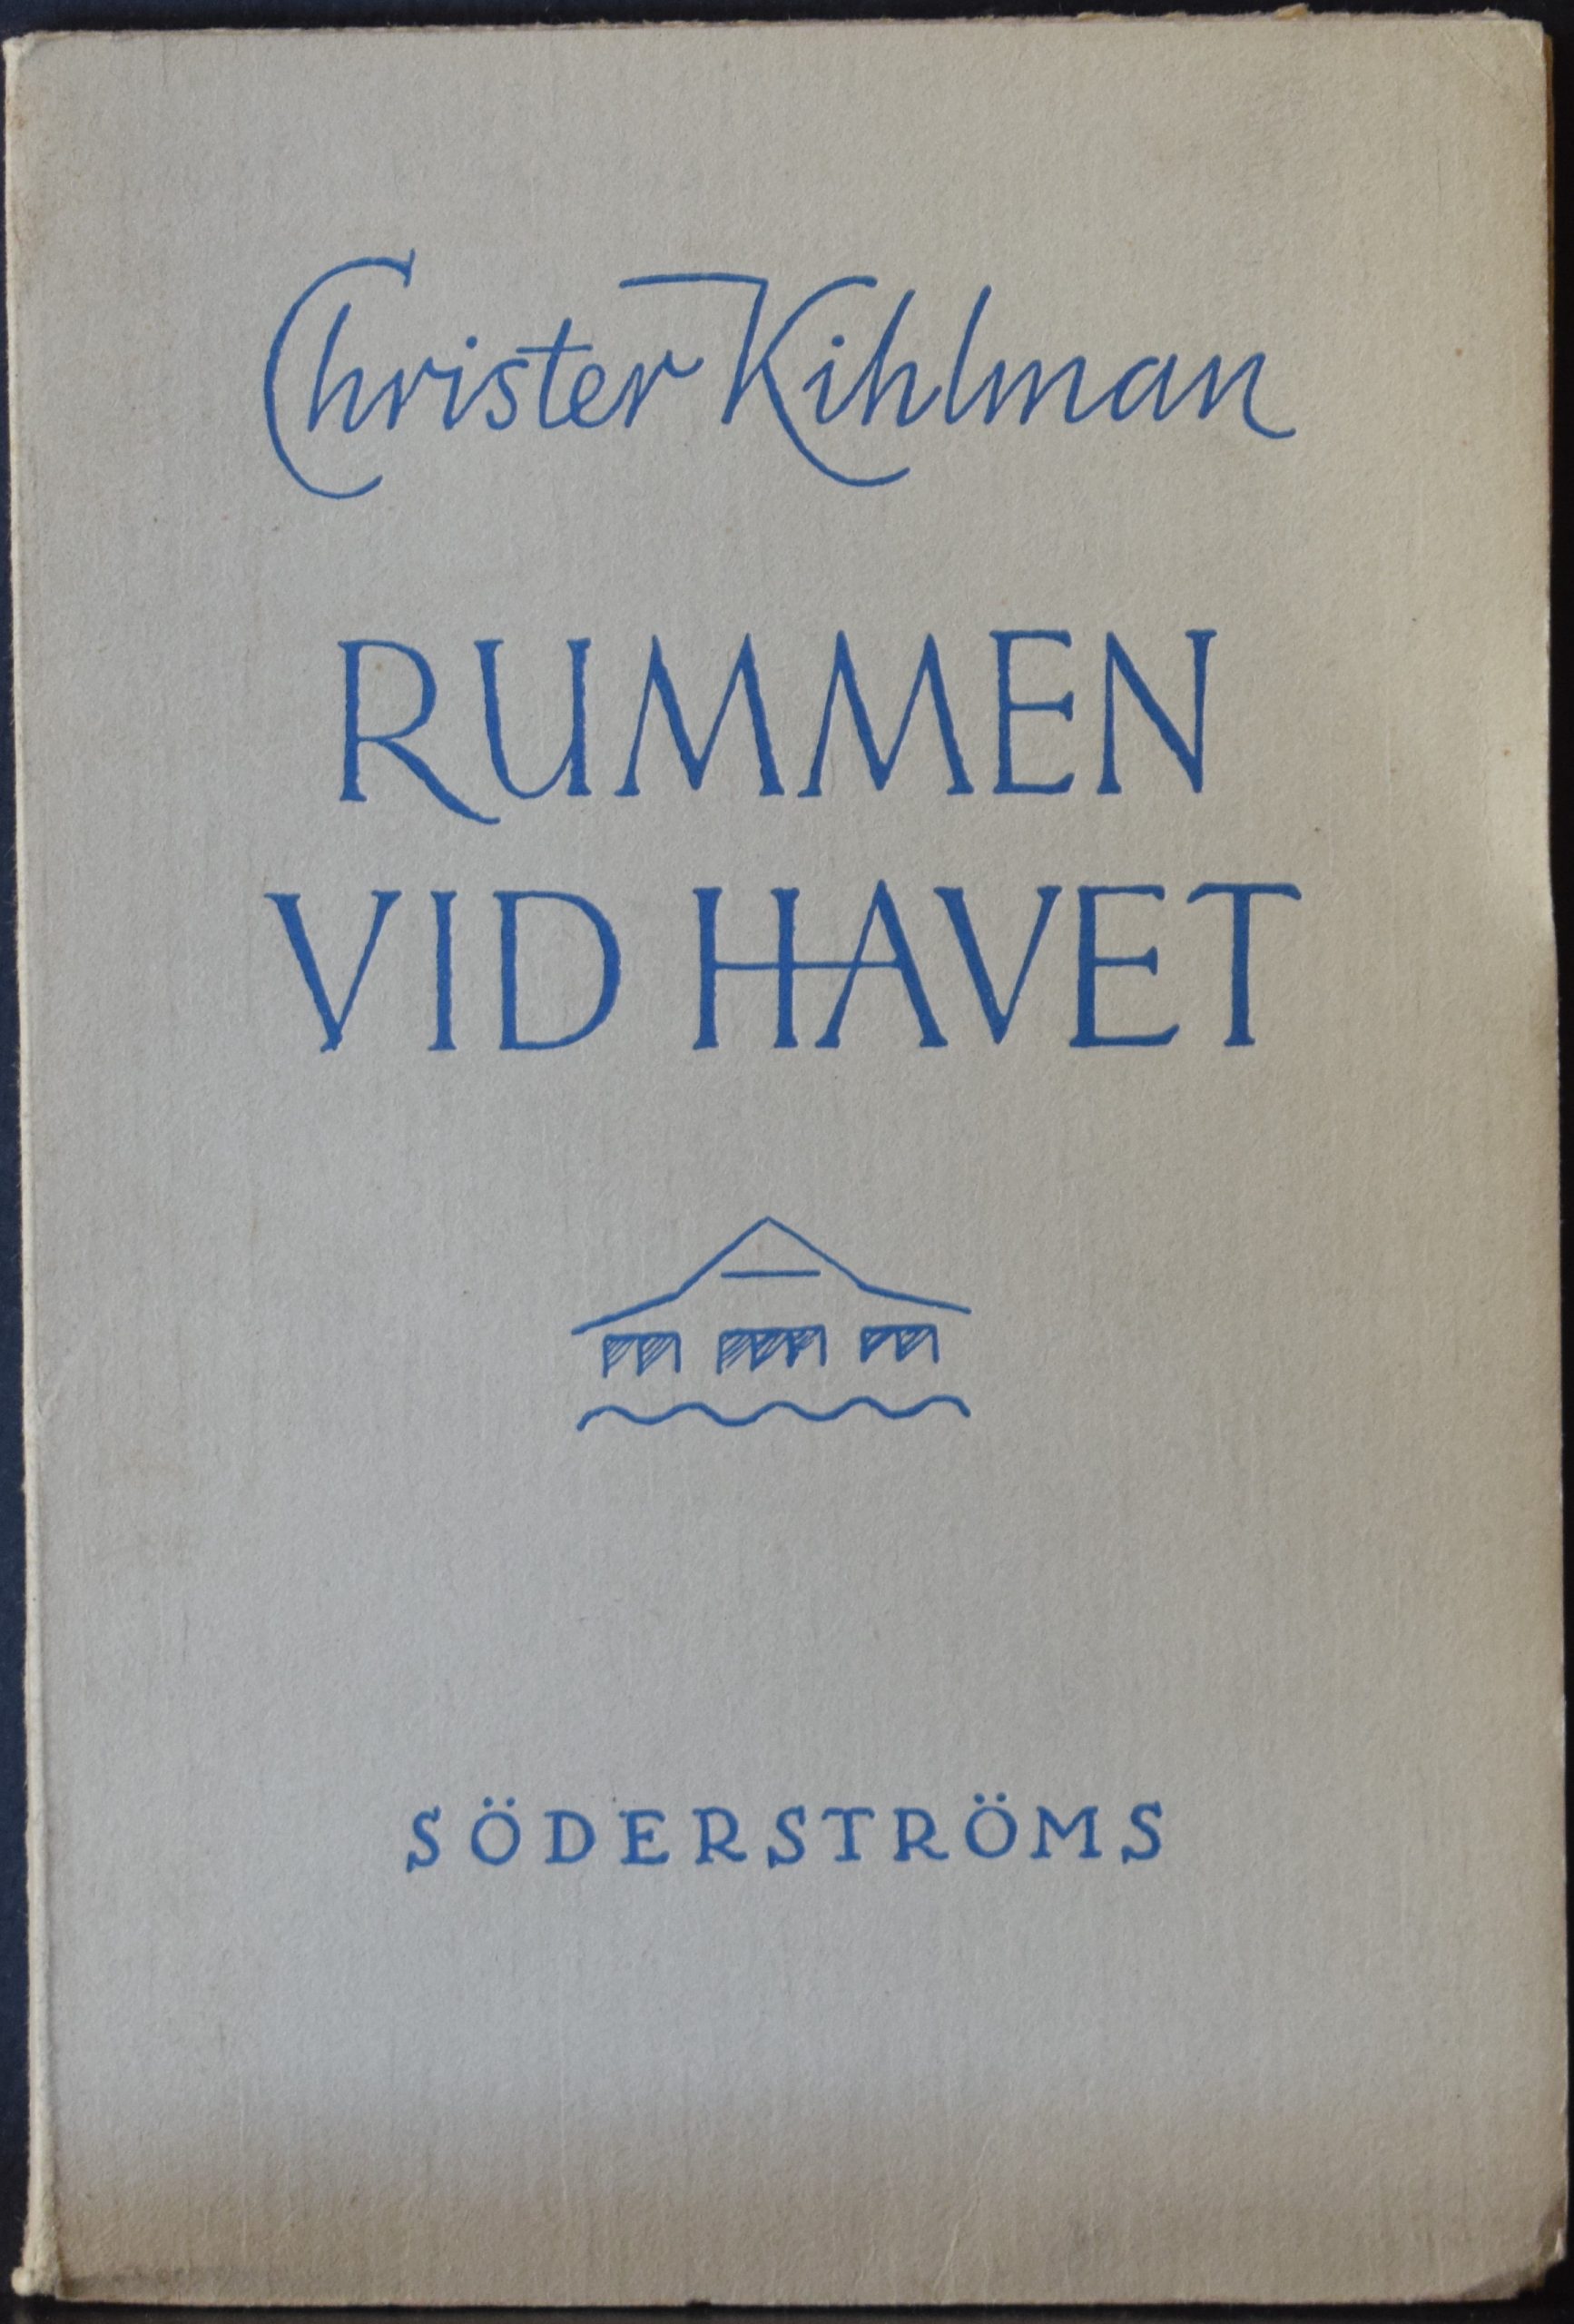 Christer Kihlman
RUMMEN
VID HAVET
SÖDERSTRÖMS